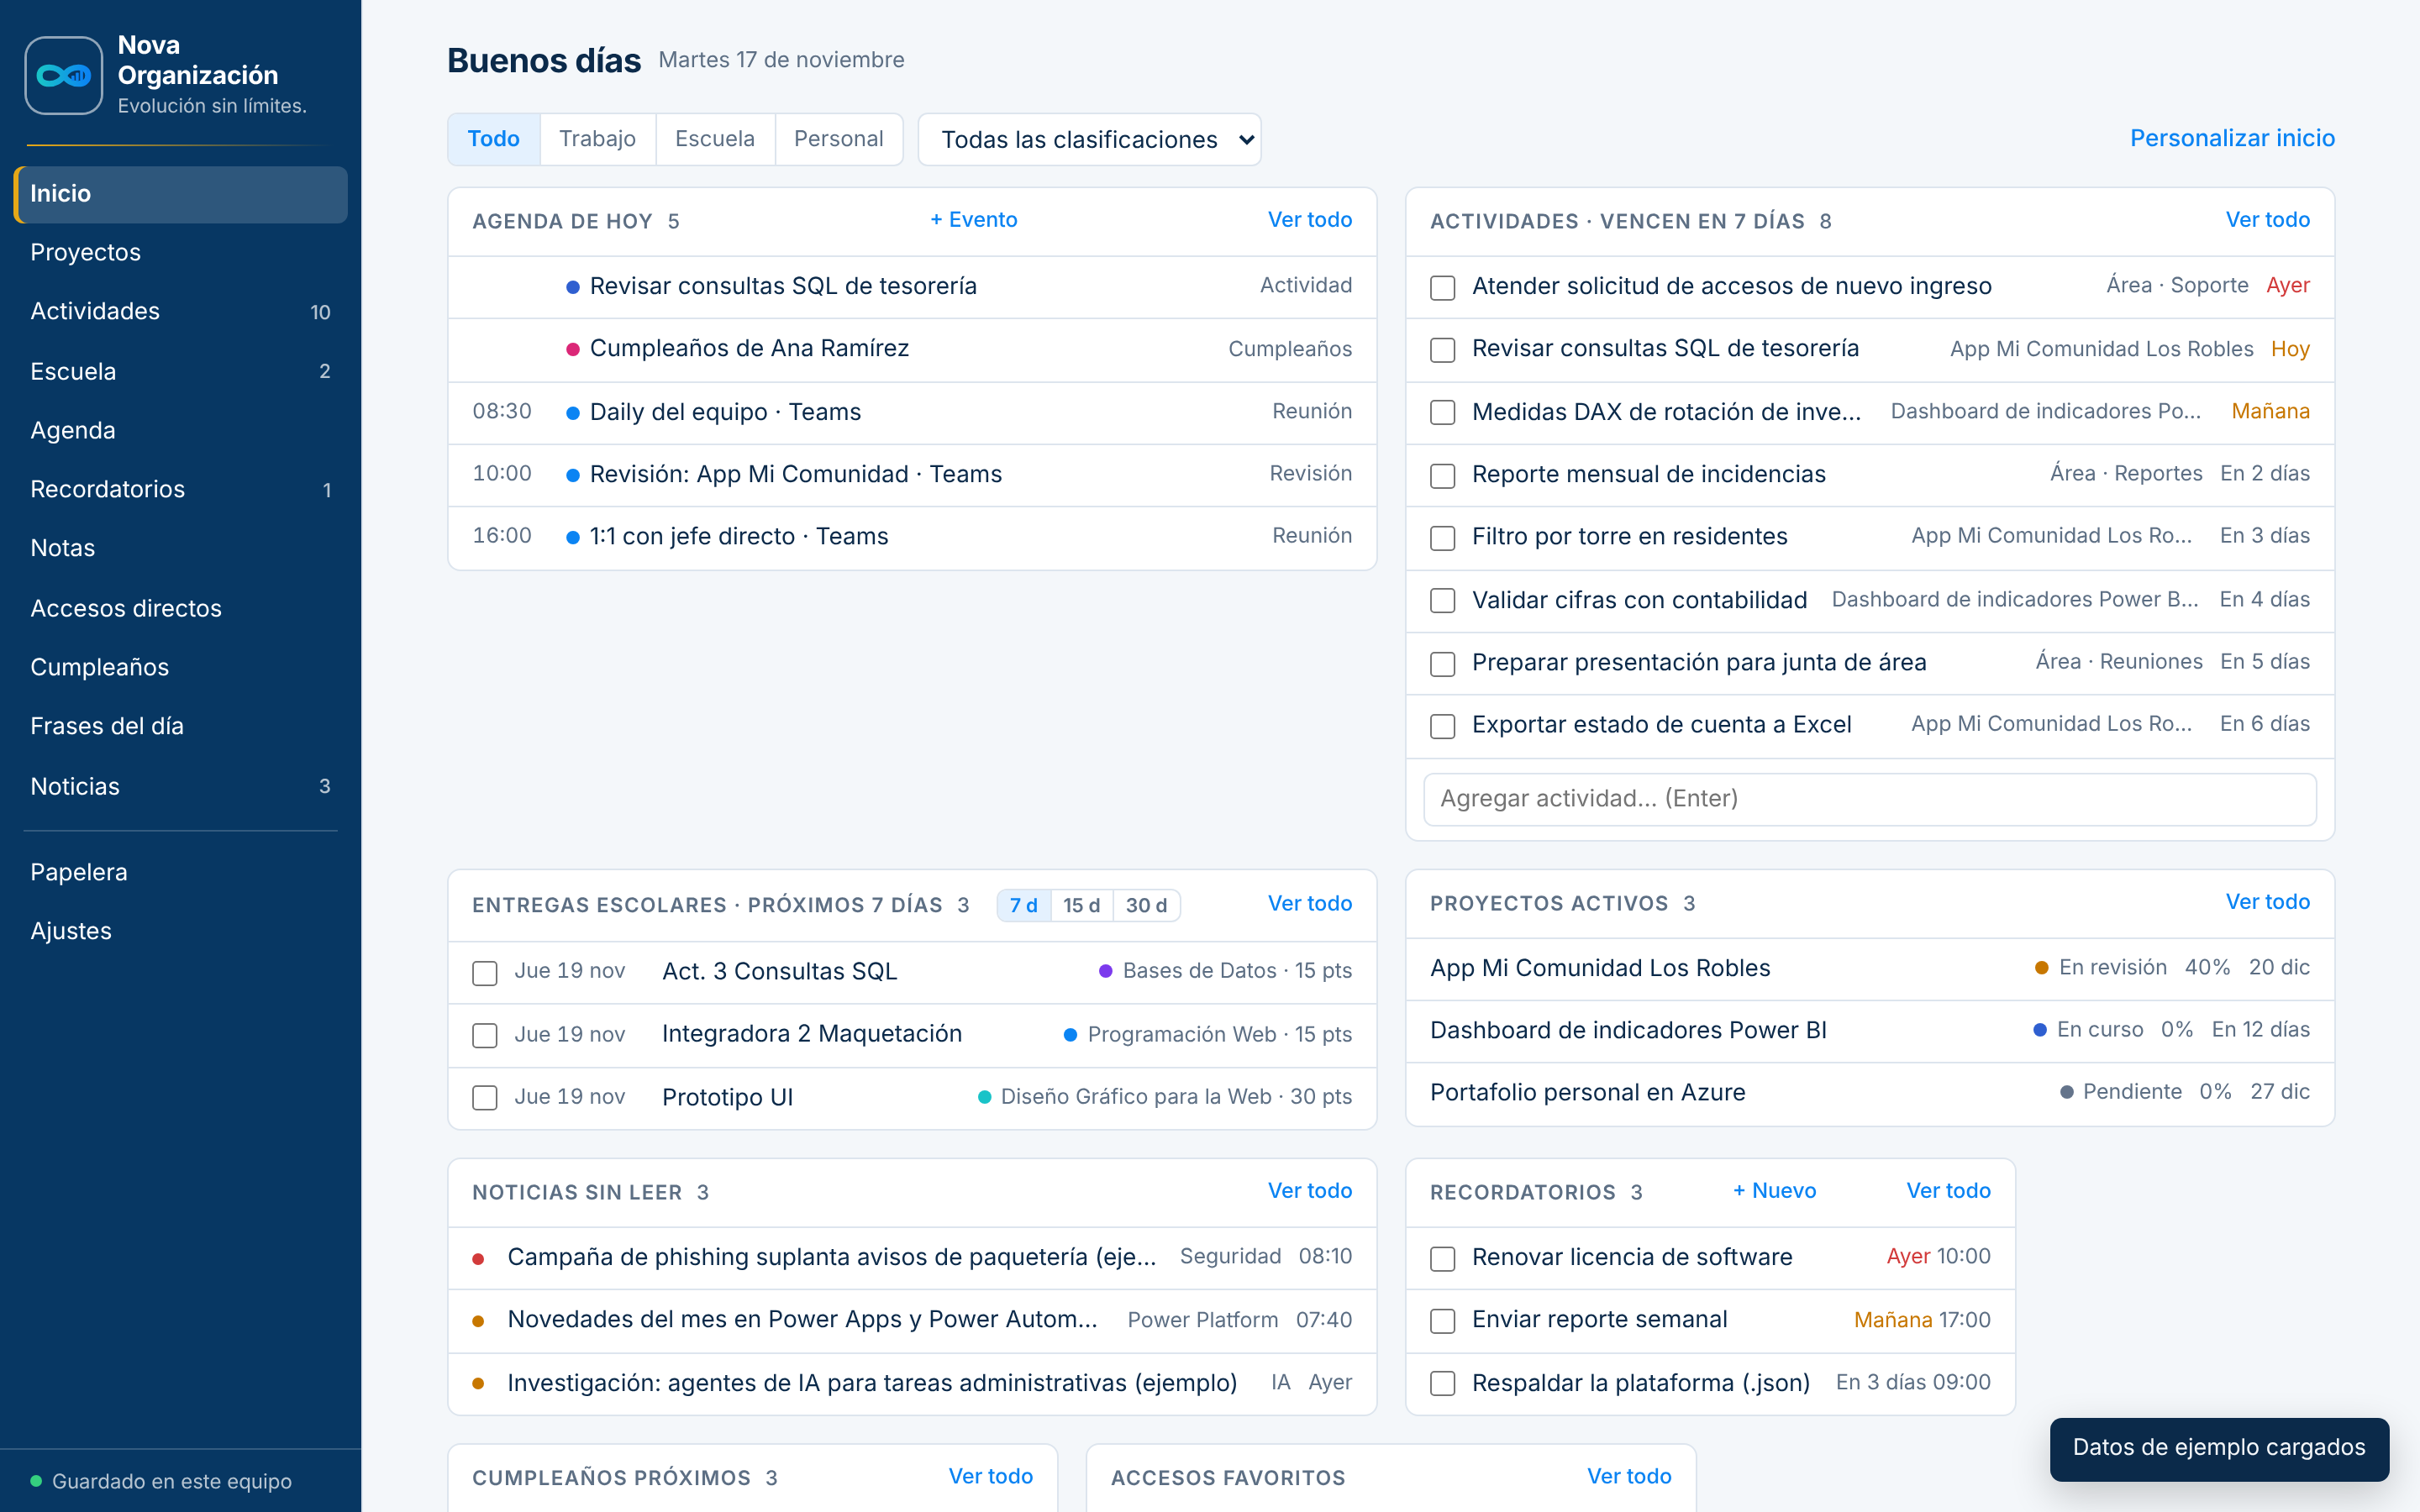 Nova
Organización
Evolución sin límites.
Inicio
Proyectos
Actividades 10
Escuela 2
Agenda
Recordatorios 1
Notas
Accesos directos
Cumpleaños
Frases del día
Noticias 3
Papelera
Ajustes
Guardado en este equipo
Buenos días Martes 17 de noviembre
Todo Trabajo Escuela Personal Todas las clasificaciones Personalizar inicio
AGENDA DE HOY 5 + Evento Ver todo
Revisar consultas SQL de tesorería Actividad
Cumpleaños de Ana Ramírez Cumpleaños
08:30 Daily del equipo · Teams Reunión
10:00 Revisión: App Mi Comunidad · Teams Revisión
16:00 1:1 con jefe directo · Teams Reunión
ACTIVIDADES · VENCEN EN 7 DÍAS 8 Ver todo
Atender solicitud de accesos de nuevo ingreso Área · Soporte Ayer
Revisar consultas SQL de tesorería App Mi Comunidad Los Robles Hoy
Medidas DAX de rotación de inve... Dashboard de indicadores Po... Mañana
Reporte mensual de incidencias Área · Reportes En 2 días
Filtro por torre en residentes App Mi Comunidad Los Ro... En 3 días
Validar cifras con contabilidad Dashboard de indicadores Power B... En 4 días
Preparar presentación para junta de área Área · Reuniones En 5 días
Exportar estado de cuenta a Excel App Mi Comunidad Los Ro... En 6 días
Agregar actividad... (Enter)
ENTREGAS ESCOLARES · PRÓXIMOS 7 DÍAS 3 7 d 15 d 30 d Ver todo
Jue 19 nov Act. 3 Consultas SQL Bases de Datos · 15 pts
Jue 19 nov Integradora 2 Maquetación Programación Web · 15 pts
Jue 19 nov Prototipo UI Diseño Gráfico para la Web · 30 pts
PROYECTOS ACTIVOS 3 Ver todo
App Mi Comunidad Los Robles En revisión 40% 20 dic
Dashboard de indicadores Power BI En curso 0% En 12 días
Portafolio personal en Azure Pendiente 0% 27 dic
NOTICIAS SIN LEER 3 Ver todo
Campaña de phishing suplanta avisos de paquetería (eje... Seguridad 08:10
Novedades del mes en Power Apps y Power Autom... Power Platform 07:40
Investigación: agentes de IA para tareas administrativas (ejemplo) IA Ayer
RECORDATORIOS 3 + Nuevo Ver todo
Renovar licencia de software Ayer 10:00
Enviar reporte semanal Mañana 17:00
Respaldar la plataforma (.json) En 3 días 09:00
CUMPLEAÑOS PRÓXIMOS 3 Ver todo
ACCESOS FAVORITOS Ver todo
Datos de ejemplo cargados